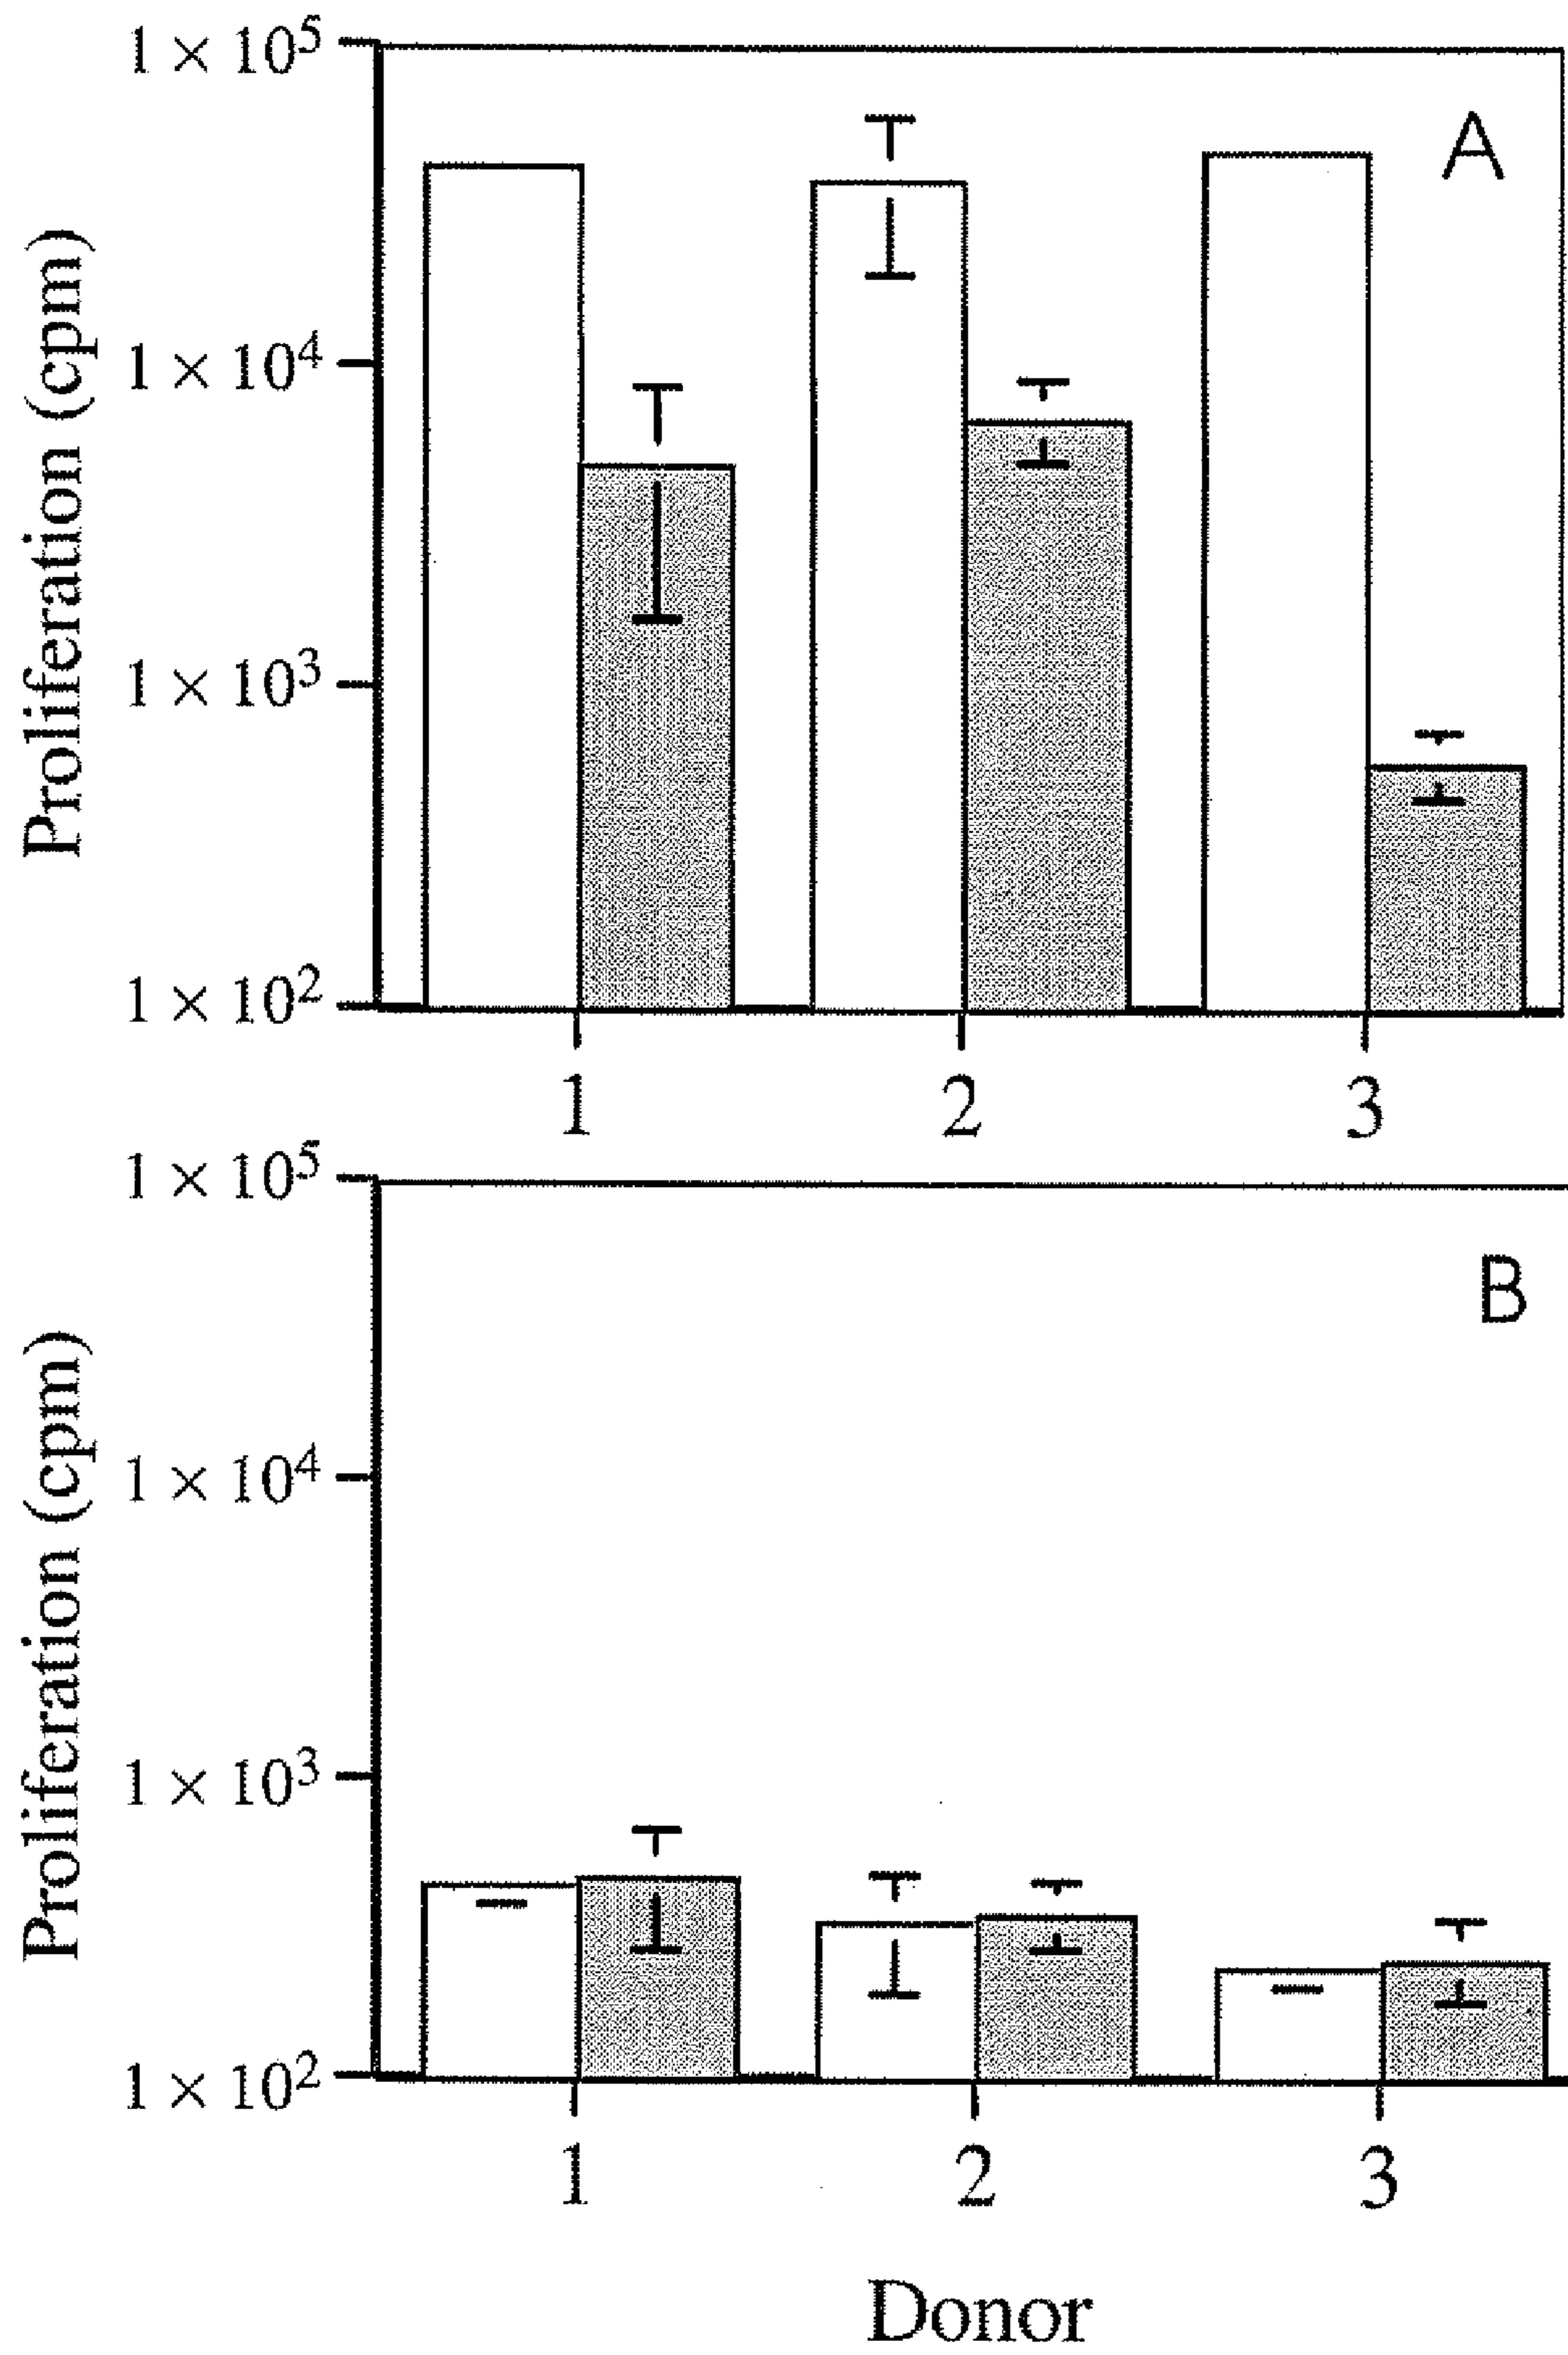 A
Proliferation (cpm)
1 × 10⁵
1 × 10⁴
1 × 10³
1 × 10²
1 2 3
B
Proliferation (cpm)
1 × 10⁵
1 × 10⁴
1 × 10³
1 × 10²
1 2 3
Donor